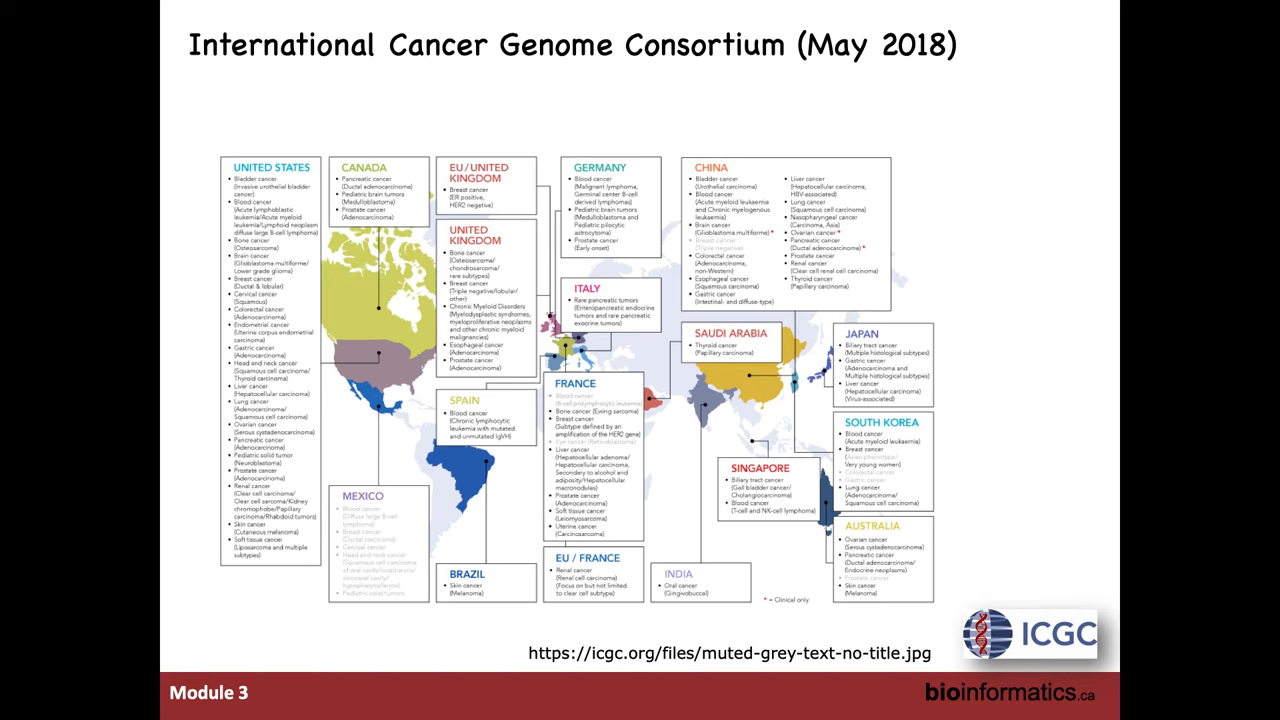 International Cancer Genome Consortium (May 2018)
UNITED STATES
• Bladder cancer
(Invasive urothelial bladder
cancer)
• Blood cancer
(Acute lymphoblastic
leukemia/Acute myeloid
leukemia/Lymphoid neoplasm
diffuse large B-cell lymphoma)
• Bone cancer
(Osteosarcoma)
• Brain cancer
(Glioblastoma multiforme/
Lower grade glioma)
• Breast cancer
(Ductal & lobular)
• Cervical cancer
(Squamous)
• Colorectal cancer
(Adenocarcinoma)
• Endometrial cancer
(Uterine corpus endometrial
carcinoma)
• Gastric cancer
(Adenocarcinoma)
• Head and neck cancer
(Squamous cell carcinoma/
Thyroid carcinoma)
• Liver cancer
(Hepatocellular carcinoma)
• Lung cancer
(Adenocarcinoma/
Squamous cell carcinoma)
• Ovarian cancer
(Serous cystadenocarcinoma)
• Pancreatic cancer
(Adenocarcinoma)
• Pediatric solid tumor
(Neuroblastoma)
• Prostate cancer
(Adenocarcinoma)
• Renal cancer
(Clear cell carcinoma/
Clear cell sarcoma/Kidney
chromophobe/Papillary
carcinoma/Rhabdoid tumors)
• Skin cancer
(Cutaneous melanoma)
• Soft tissue cancer
(Liposarcoma and multiple
subtypes)
CANADA
• Pancreatic cancer
(Ductal adenocarcinoma)
• Pediatric brain tumors
(Medulloblastoma)
• Prostate cancer
(Adenocarcinoma)
EU / UNITED
KINGDOM
• Breast cancer
(ER positive,
HER2 negative)
UNITED
KINGDOM
• Bone cancer
(Osteosarcoma/
chondrosarcoma/
rare subtypes)
• Breast cancer
(Triple negative/lobular/
other)
• Chronic Myeloid Disorders
(Myelodysplastic syndromes,
myeloproliferative neoplasms
and other chronic myeloid
malignancies)
• Esophageal cancer
(Adenocarcinoma)
• Prostate cancer
(Adenocarcinoma)
GERMANY
• Blood cancer
(Malignant lymphoma,
Germinal center B-cell
derived lymphomas)
• Pediatric brain tumors
(Medulloblastoma and
Pediatric pilocytic
astrocytoma)
• Prostate cancer
(Early onset)
ITALY
• Rare pancreatic tumors
(Enteropancreatic endocrine
tumors and rare pancreatic
exocrine tumors)
CHINA
• Bladder cancer
(Urothelial carcinoma)
• Blood cancer
(Acute myeloid leukaemia
and Chronic myelogenous
leukaemia)
• Brain cancer
(Glioblastoma multiforme) *
• Breast cancer
(Triple negative)
• Colorectal cancer
(Adenocarcinoma,
non-Western)
• Esophageal cancer
(Squamous carcinoma)
• Gastric cancer
(Intestinal- and diffuse-type)
• Liver cancer
(Hepatocellular carcinoma,
HBV-associated)
• Lung cancer
(Squamous cell carcinoma)
• Nasopharyngeal cancer
(Carcinoma, Asia)
• Ovarian cancer *
• Pancreatic cancer
(Ductal adenocarcinoma) *
• Prostate cancer
• Renal cancer
(Clear cell renal cell carcinoma)
• Thyroid cancer
(Papillary carcinoma)
SAUDI ARABIA
• Thyroid cancer
(Papillary carcinoma)
JAPAN
• Biliary tract cancer
(Multiple histological subtypes)
• Gastric cancer
(Adenocarcinoma and
Multiple histological subtypes)
• Liver cancer
(Hepatocellular carcinoma)
(Virus-associated)
SPAIN
• Blood cancer
(Chronic lymphocytic
leukemia with mutated
and unmutated IgVH)
FRANCE
• Blood cancer
(B-cell prolymphocytic leukemia)
• Bone cancer (Ewing sarcoma)
• Breast cancer
(Subtype defined by an
amplification of the HER2 gene)
• Eye cancer (Retinoblastoma)
• Liver cancer
(Hepatocellular adenoma/
Hepatocellular carcinoma,
Secondary to alcohol and
adiposity/Hepatocellular
macronodules)
• Prostate cancer
(Adenocarcinoma)
• Soft tissue cancer
(Leiomyosarcoma)
• Uterine cancer
(Carcinosarcoma)
SOUTH KOREA
• Blood cancer
(Acute myeloid leukaemia)
• Breast cancer
(Asian phenotype/
Very young women)
• Colorectal cancer
• Gastric cancer
• Lung cancer
(Adenocarcinoma/
Squamous cell carcinoma)
SINGAPORE
• Biliary tract cancer
(Gall bladder cancer/
Cholangiocarcinoma)
• Blood cancer
(T-cell and NK-cell lymphoma)
MEXICO
• Blood cancer
(Diffuse large B-cell
lymphoma)
• Breast cancer
(Ductal carcinoma)
• Cervical cancer
• Head and neck cancer
(Squamous cell carcinoma
of oral cavity/oropharynx/
hypopharynx/larynx)
• Pediatric solid tumors
BRAZIL
• Skin cancer
(Melanoma)
EU / FRANCE
• Renal cancer
(Renal cell carcinoma)
(Focus on but not limited
to clear cell subtype)
INDIA
• Oral cancer
(Gingivobuccal)
* = Clinical only
AUSTRALIA
• Ovarian cancer
(Serous cystadenocarcinoma)
• Pancreatic cancer
(Ductal adenocarcinoma/
Endocrine neoplasms)
• Prostate cancer
• Skin cancer
(Melanoma)
ICGC
https://icgc.org/files/muted-grey-text-no-title.jpg
Module 3
bioinformatics.ca